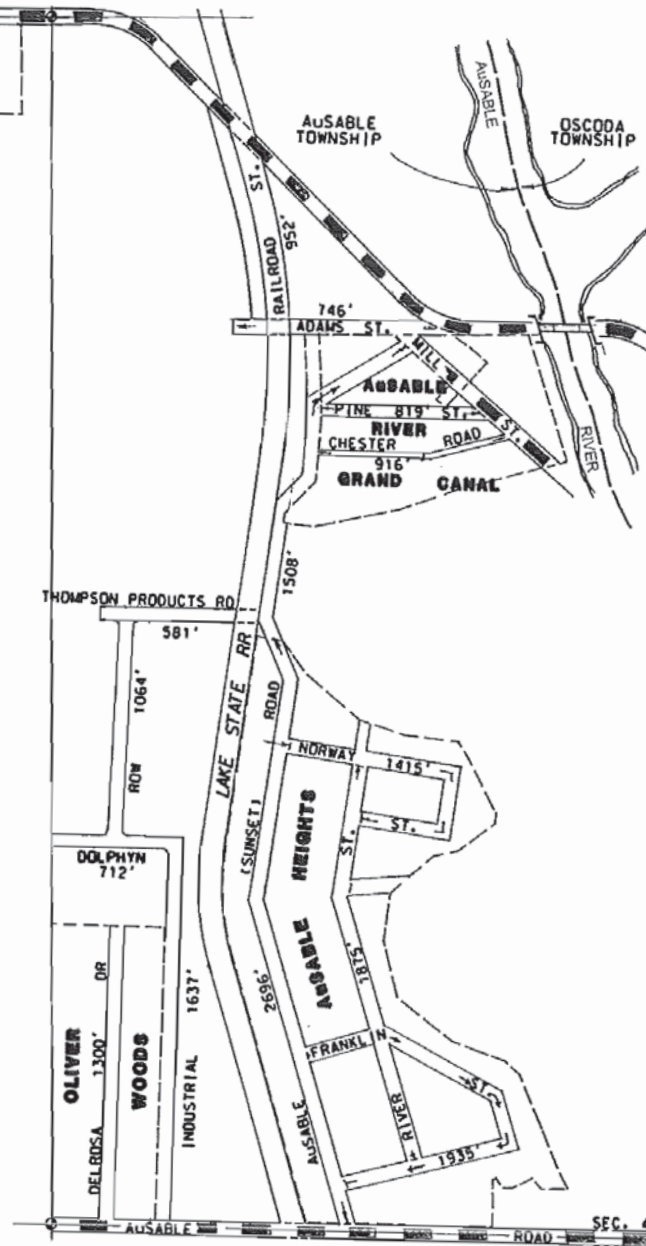 AuSABLE
TOWNSHIP
OSCODA
TOWNSHIP
AuSABLE
RIVER
ST.
RAILROAD
952'
746'
ADAMS ST.
MILL
ST.
AuSABLE
PINE 819' ST.
RIVER
CHESTER ROAD
916'
GRAND CANAL
1508'
THOMPSON PRODUCTS RD
581'
1064'
ROW
LAKE STATE RR
ROAD
(SUNSET)
NORWAY 1415'
ST.
HEIGHTS
ST.
DOLPHYN
712'
AuSABLE
2696'
OLIVER
DELROSA 1300' DR
WOODS
1637'
INDUSTRIAL
FRANKLIN
ST.
AuSABLE
RIVER
1935'
SEC.
AuSABLE ROAD